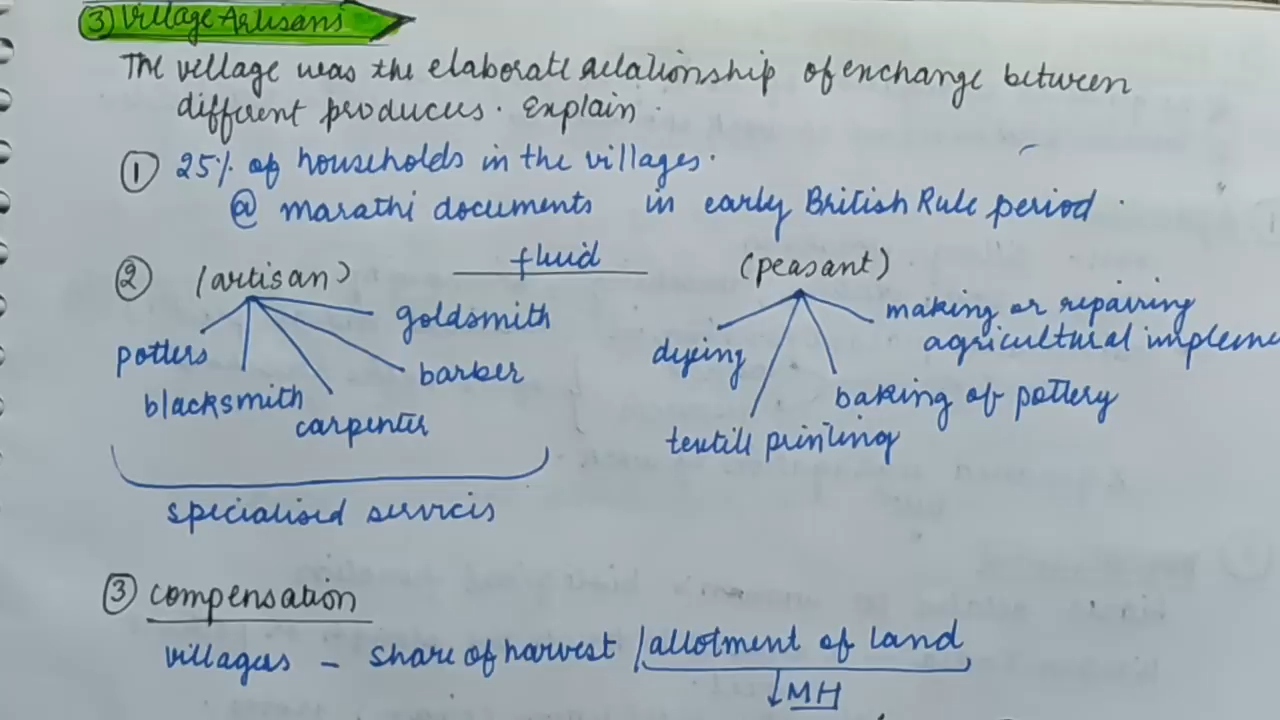 ③ Village Artisans
The village was the elaborate relationship of exchange between
different producers. Explain.
① 25% of households in the villages.
@ marathi documents in early British Rule period.
② (artisan) fluid (peasant)
goldsmith making or repairing
potters dyeing agricultural impleme
blacksmith barber baking of pottery
carpenter textile printing
specialised services
③ compensation
villagers - share of harvest / allotment of land
↓ MH